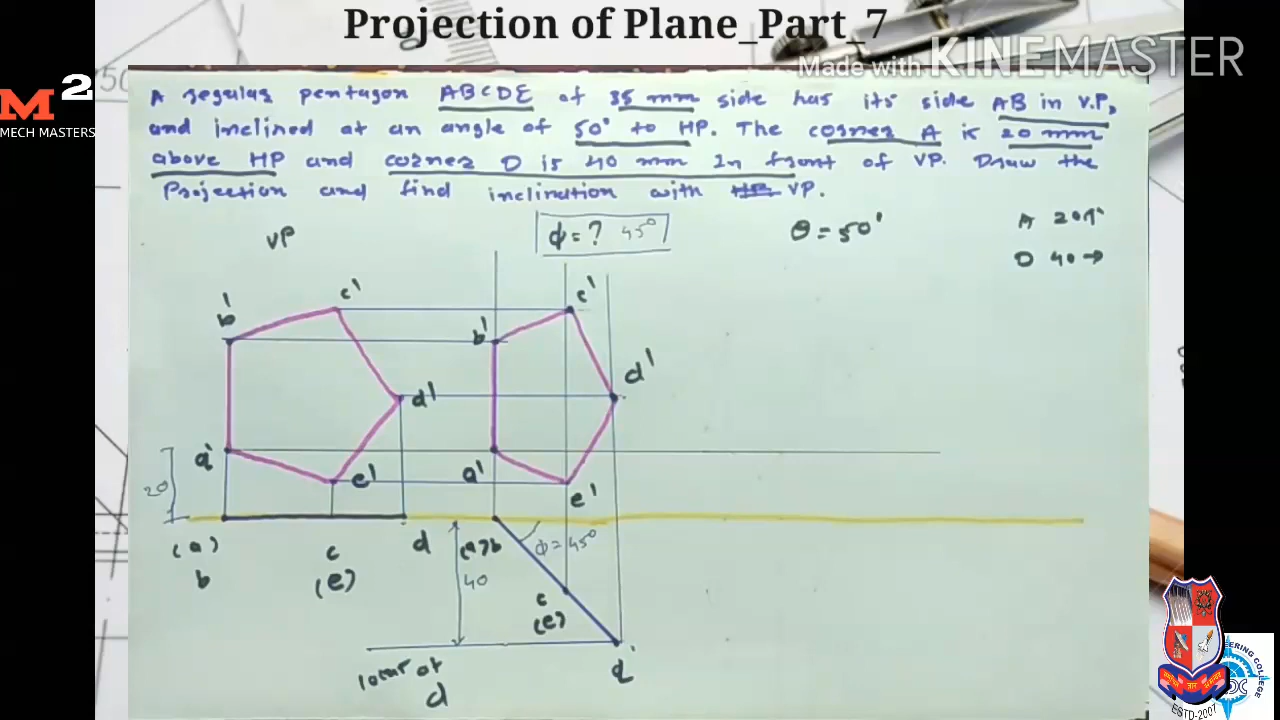 Projection of Plane_Part_7
Made with KINEMASTER
M2
MECH MASTERS
A regular pentagon ABCDE of 35 mm side has its side AB in V.P,
and inclined at an angle of 50° to HP. The corner A is 20 mm
above HP and corner D is 40 mm In front of VP. Draw the
Projection and find inclination with HP VP.
VP
ϕ = ? 45°
θ = 50°
A 20↑
D 40→
b' c' b' c'
d' d'
a' e' a' e'
20
(a) c d (a)b ϕ = 45°
b (e) 40
c
(e)
locus of d
d
ESTD-2007